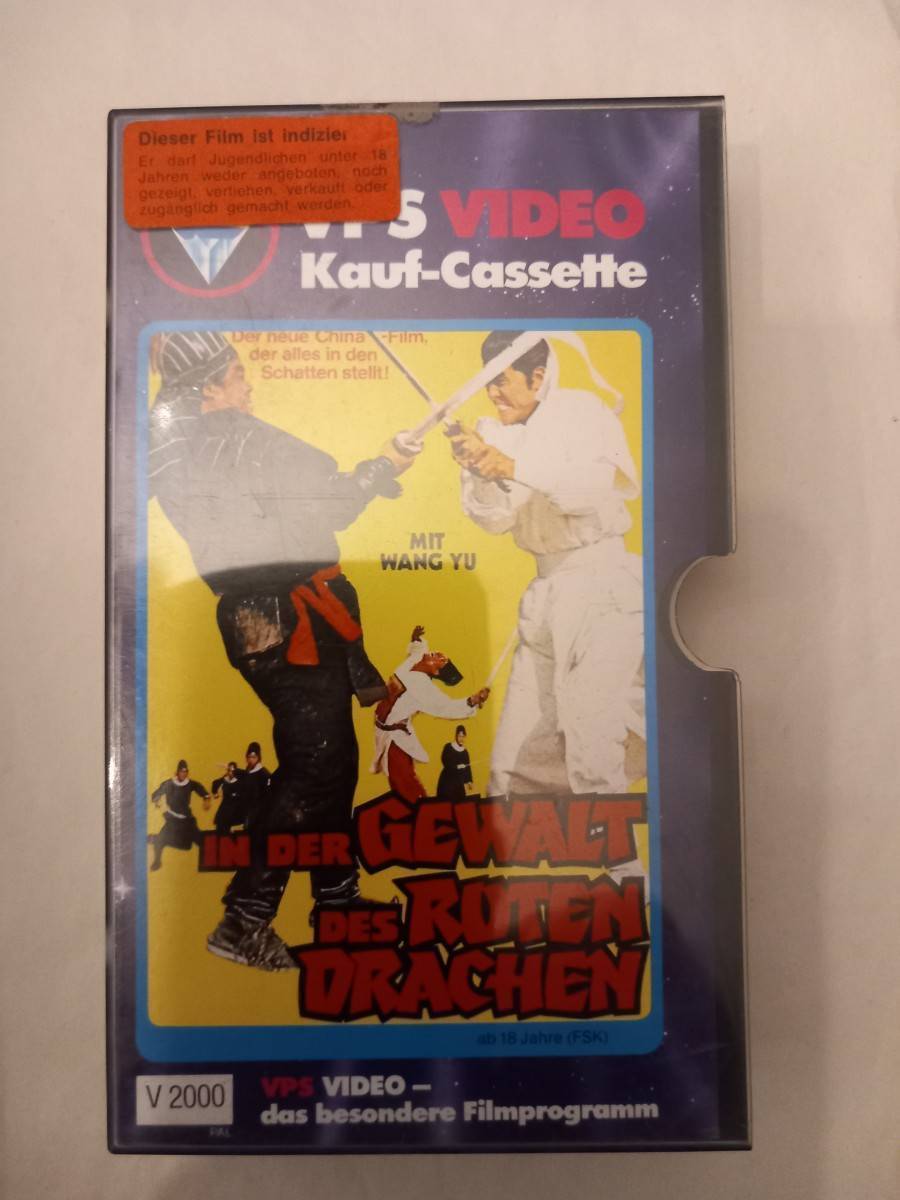 Dieser Film ist indizier
Er darf Jugendlichen unter 18
Jahren weder angeboten, noch
gezeigt, verliehen, verkauft oder
zugänglich gemacht werden.
VPS VIDEO
Kauf-Cassette
Der neue China -Film,
der alles in den
Schatten stellt!
MIT
WANG YU
IN DER GEWALT
DES ROTEN
DRACHEN
ab 18 Jahre (FSK)
V 2000
PAL
VPS VIDEO –
das besondere Filmprogramm